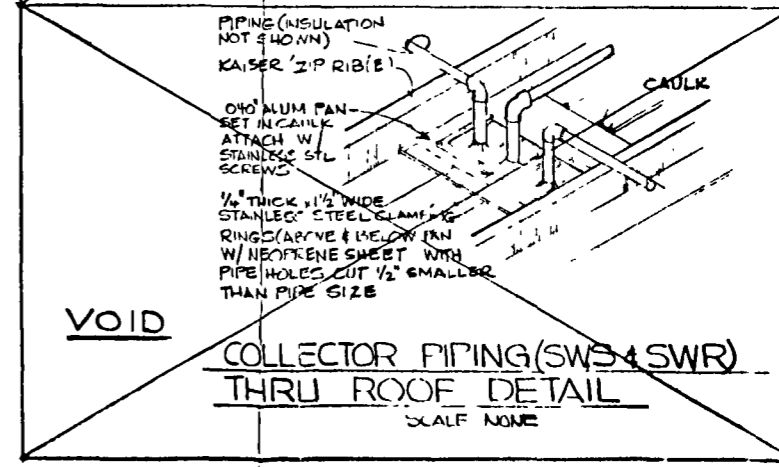 PIPING (INSULATION
NOT SHOWN)
KAISER 'ZIP RIB (E)
CAULK
.040" ALUM PAN
SET IN CAULK
ATTACH W/
STAINLESS STL
SCREWS
1/4" THICK x 1 1/2" WIDE
STAINLESS STEEL CLAMPING
RINGS (ABOVE & BELOW PAN
W/ NEOPRENE SHEET WITH
PIPE HOLES CUT 1/2" SMALLER
THAN PIPE SIZE
VOID
COLLECTOR PIPING (SWS & SWR)
THRU ROOF DETAIL
SCALE NONE